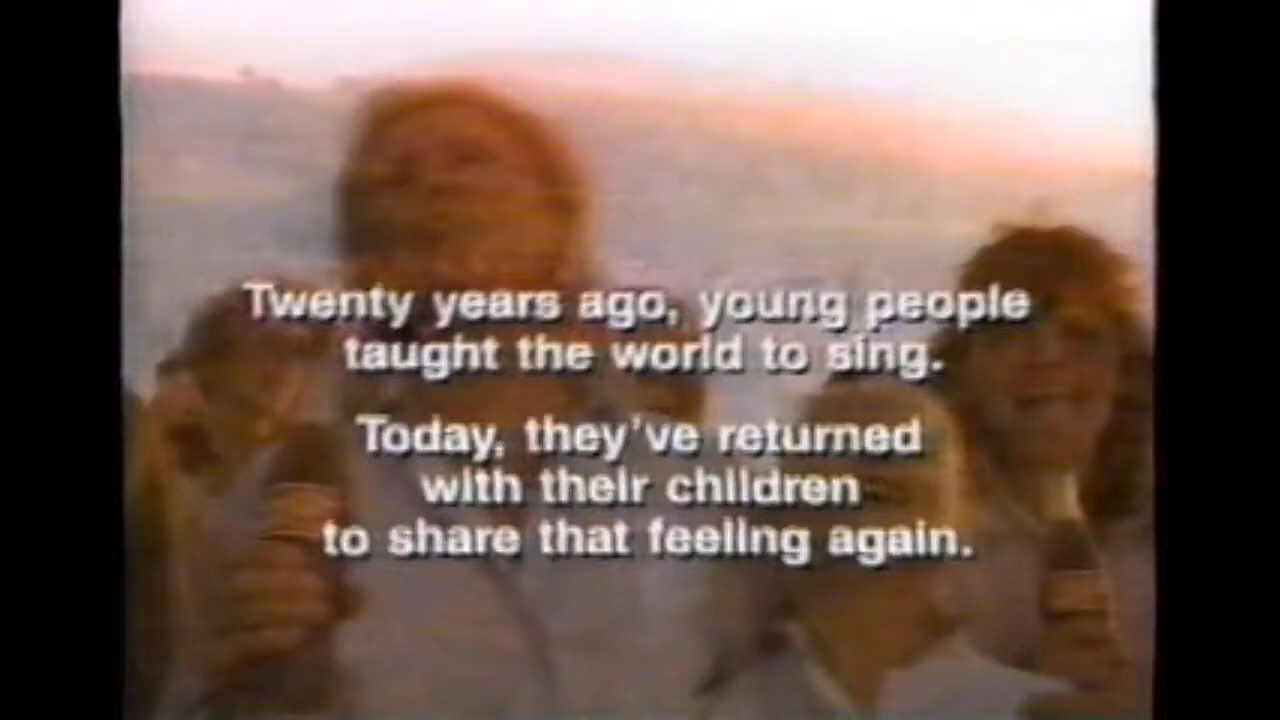 Twenty years ago, young people
taught the world to sing.
Today, they've returned
with their children
to share that feeling again.